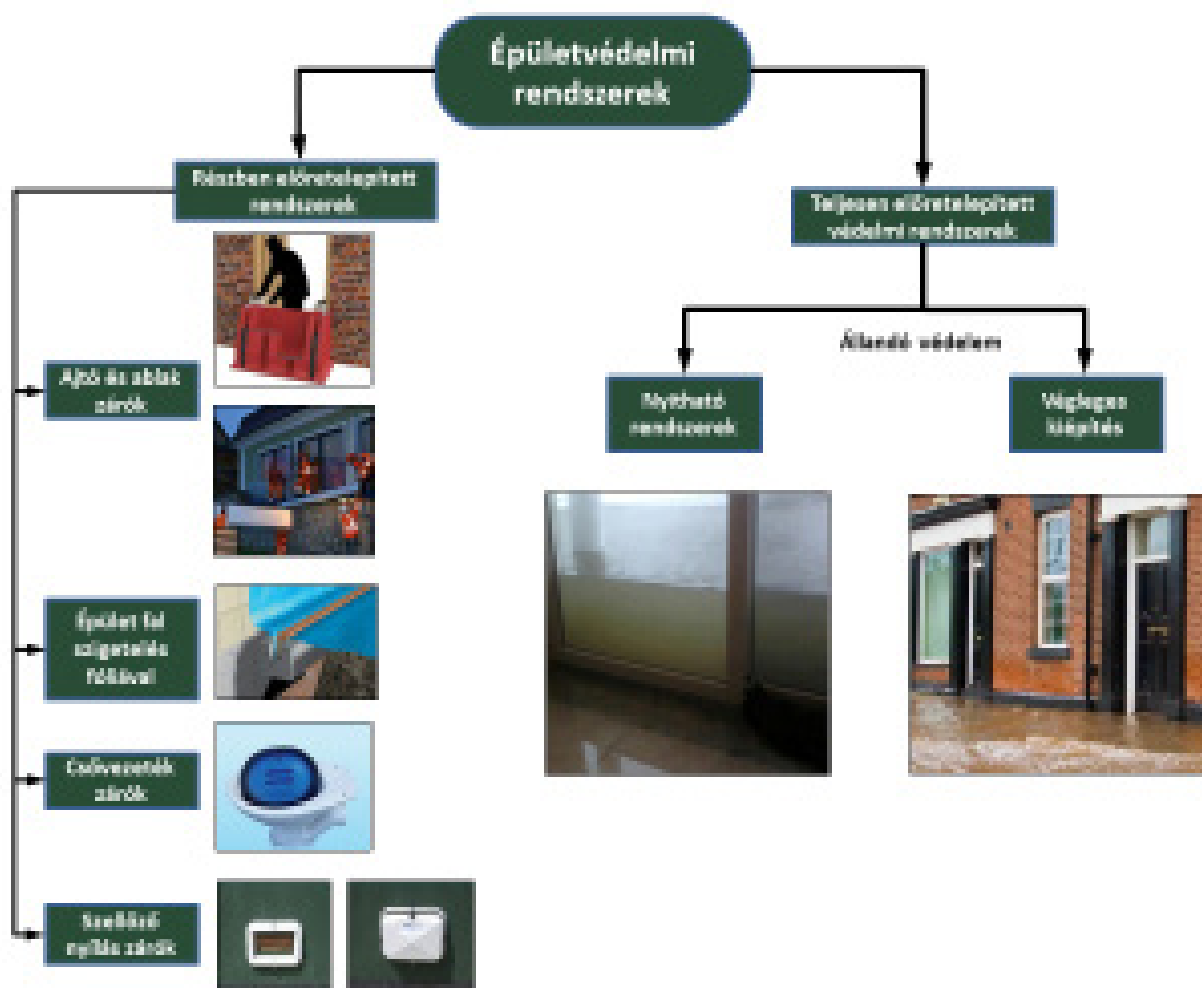 Épületvédelmi
rendszerek
Részben előretelepített
rendszerek
Teljesen előretelepített
védelmi rendszerek
Állandó védelem
Ajtó és ablak
zárók
Nyitható
rendszerek
Végleges
kiépítés
Épület fal
szigetelés
fóliával
Csővezeték
zárók
Szellőző
nyílás zárók